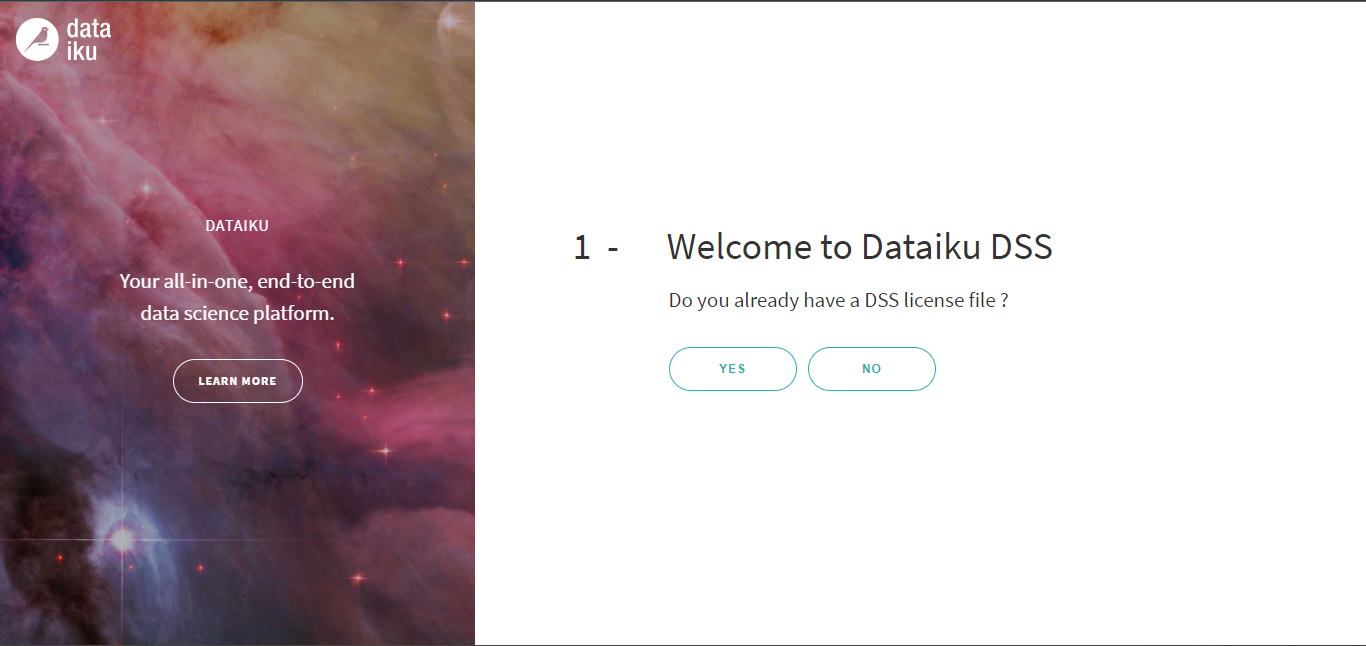 data
iku
DATAIKU
Your all-in-one, end-to-end
data science platform.
LEARN MORE
1 - Welcome to Dataiku DSS
Do you already have a DSS license file ?
YES NO